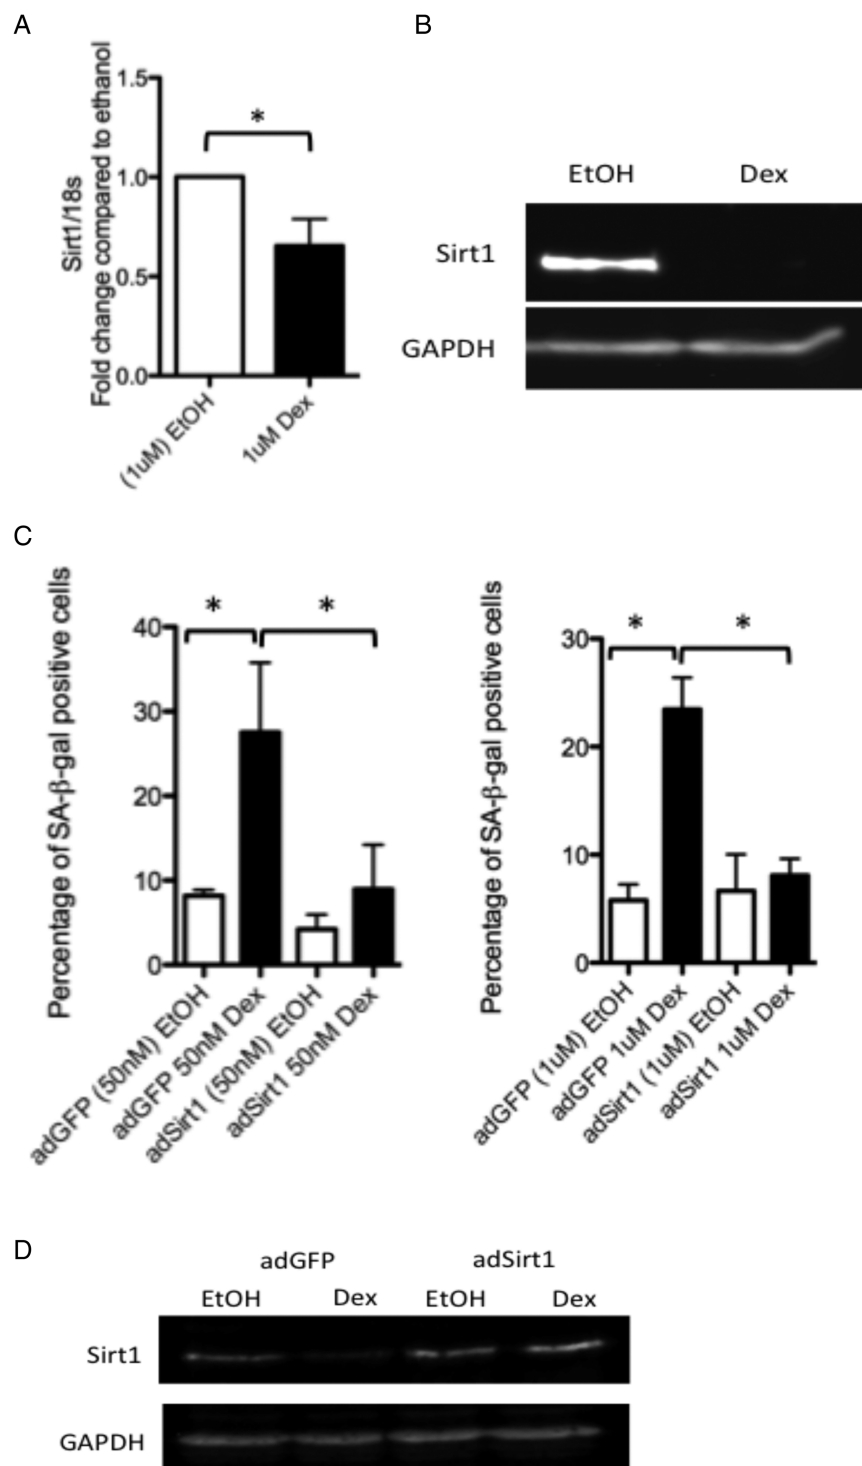 A
B
Sirt1/18s
Fold change compared to ethanol
1.5
1.0
0.5
0.0
*
(1uM) EtOH
1uM Dex
EtOH Dex
Sirt1
GAPDH
C
Percentage of SA-β-gal positive cells
40
30
20
10
0
* *
adGFP (50nM) EtOH
adGFP 50nM Dex
adSirt1 (50nM) EtOH
adSirt1 50nM Dex
Percentage of SA-β-gal positive cells
30
20
10
0
* *
adGFP (1uM) EtOH
adGFP 1uM Dex
adSirt1 (1uM) EtOH
adSirt1 1uM Dex
D
adGFP adSirt1
EtOH Dex EtOH Dex
Sirt1
GAPDH